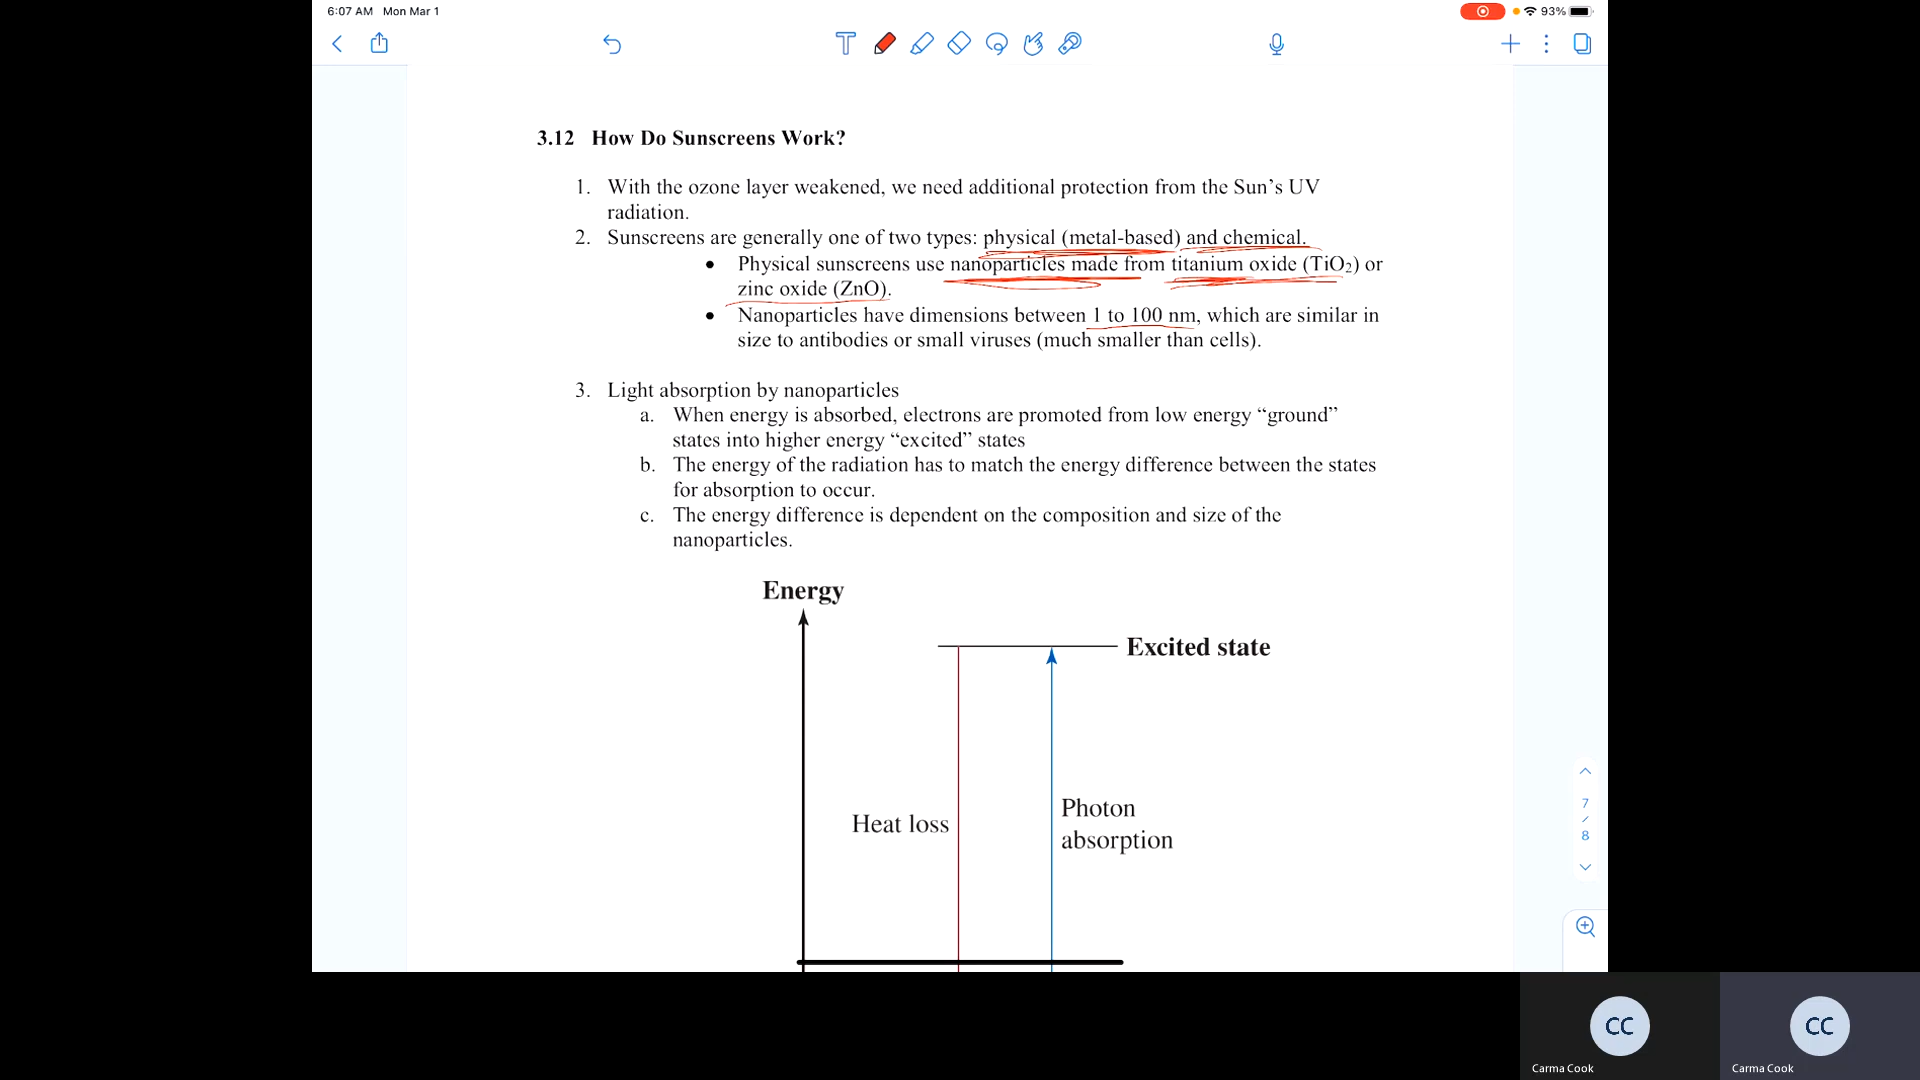 6:07 AM Mon Mar 1
93%
3.12 How Do Sunscreens Work?
1. With the ozone layer weakened, we need additional protection from the Sun’s UV
radiation.
2. Sunscreens are generally one of two types: physical (metal-based) and chemical.
• Physical sunscreens use nanoparticles made from titanium oxide (TiO₂) or
zinc oxide (ZnO).
• Nanoparticles have dimensions between 1 to 100 nm, which are similar in
size to antibodies or small viruses (much smaller than cells).
3. Light absorption by nanoparticles
a. When energy is absorbed, electrons are promoted from low energy “ground”
states into higher energy “excited” states
b. The energy of the radiation has to match the energy difference between the states
for absorption to occur.
c. The energy difference is dependent on the composition and size of the
nanoparticles.
Energy
Excited state
Heat loss
Photon
absorption
7
/
8
CC
Carma Cook
CC
Carma Cook